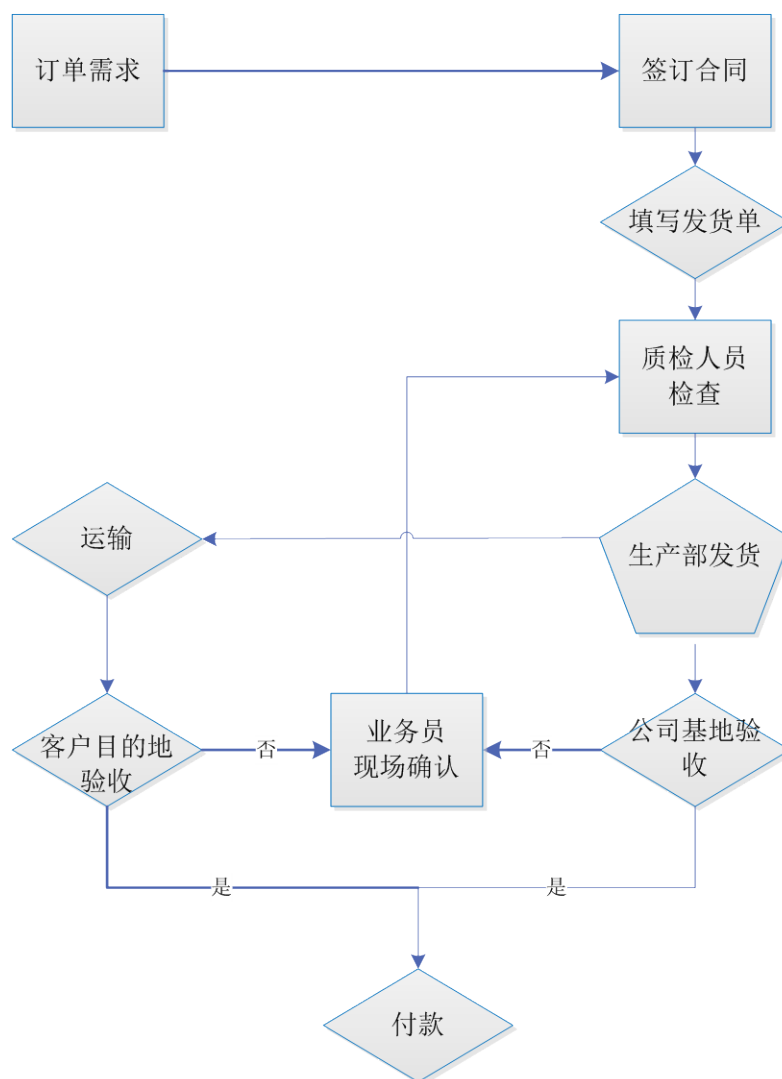 订单需求
签订合同
填写发货单
质检人员
检查
运输
生产部发货
客户目的地
验收
否
业务员
现场确认
否
公司基地验
收
是
是
付款